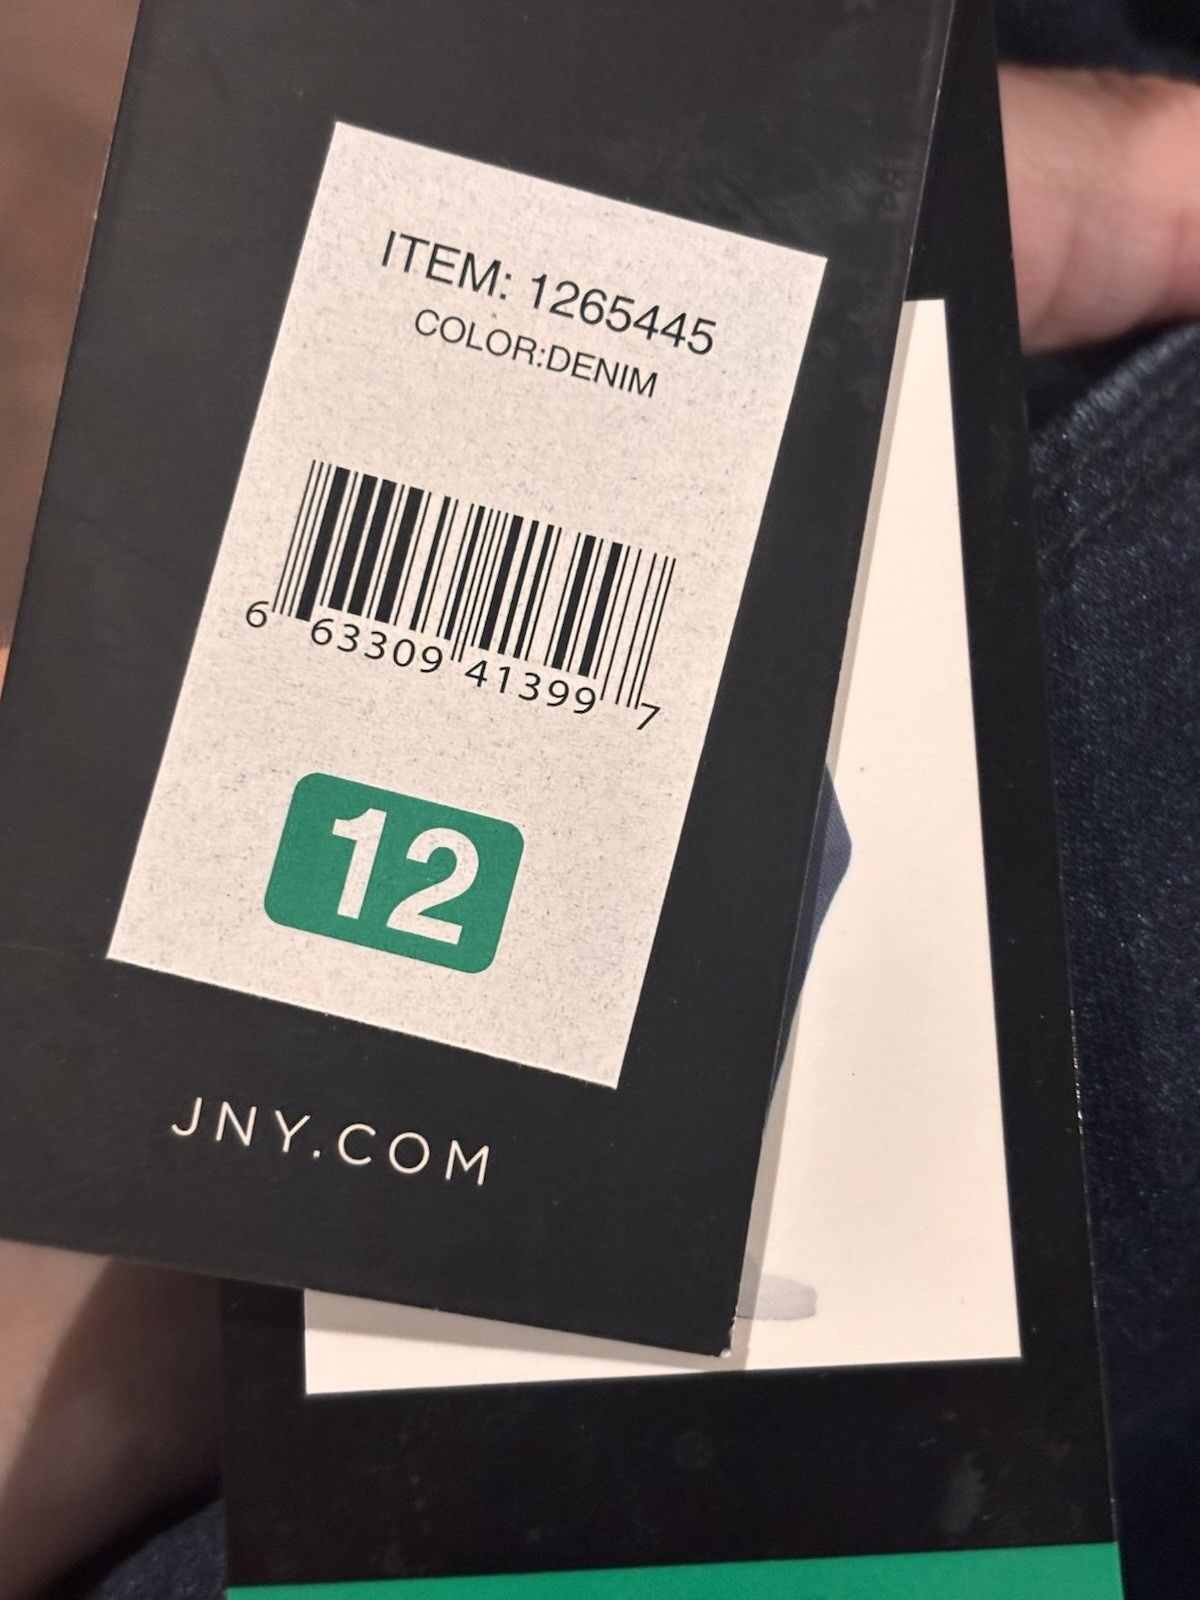 ITEM: 1265445
COLOR:DENIM
6 63309 41399 7
12
JNY.COM